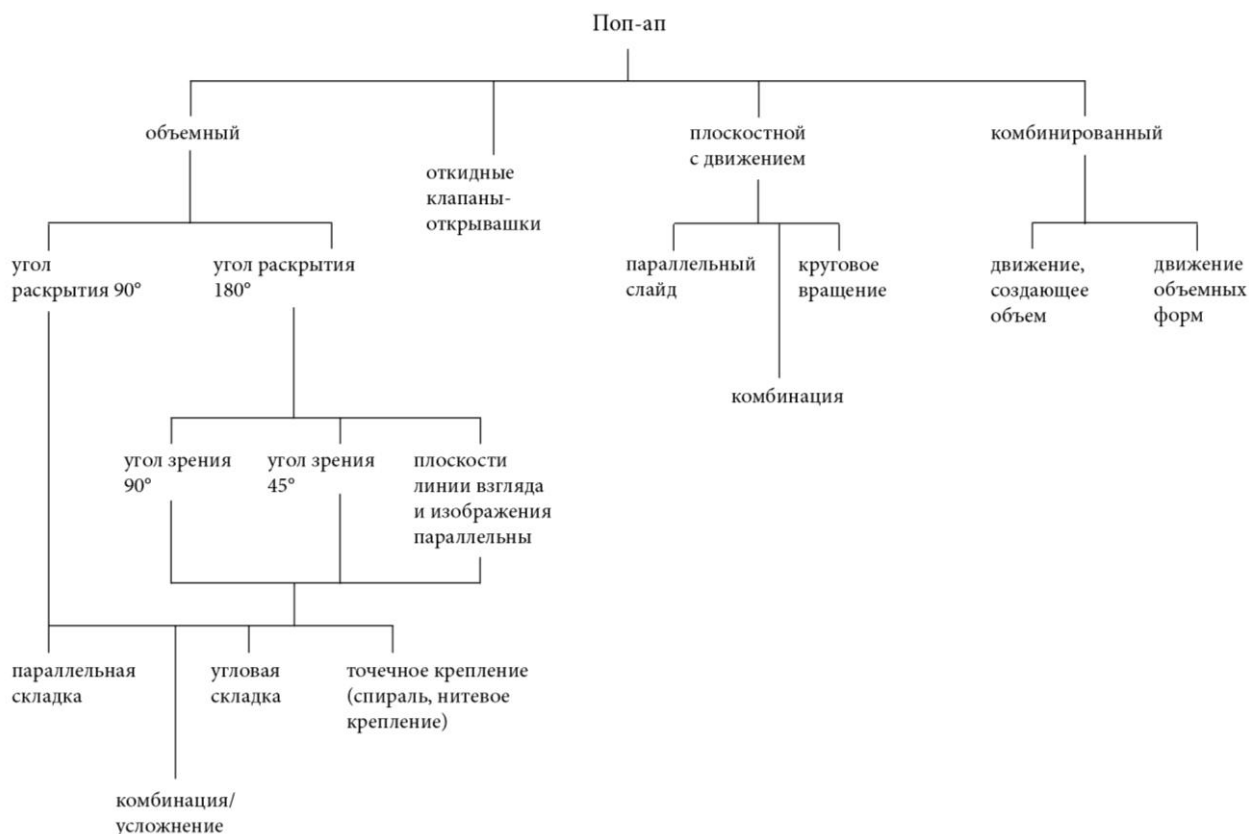 Поп-ап
объемный
откидные
клапаны-
открывашки
плоскостной
с движением
комбинированный
угол
раскрытия 90°
угол раскрытия
180°
параллельный
слайд
круговое
вращение
комбинация
движение,
создающее
объем
движение
объемных
форм
угол зрения
90°
угол зрения
45°
плоскости
линии взгляда
и изображения
параллельны
параллельная
складка
угловая
складка
точечное крепление
(спираль, нитевое
крепление)
комбинация/
усложнение